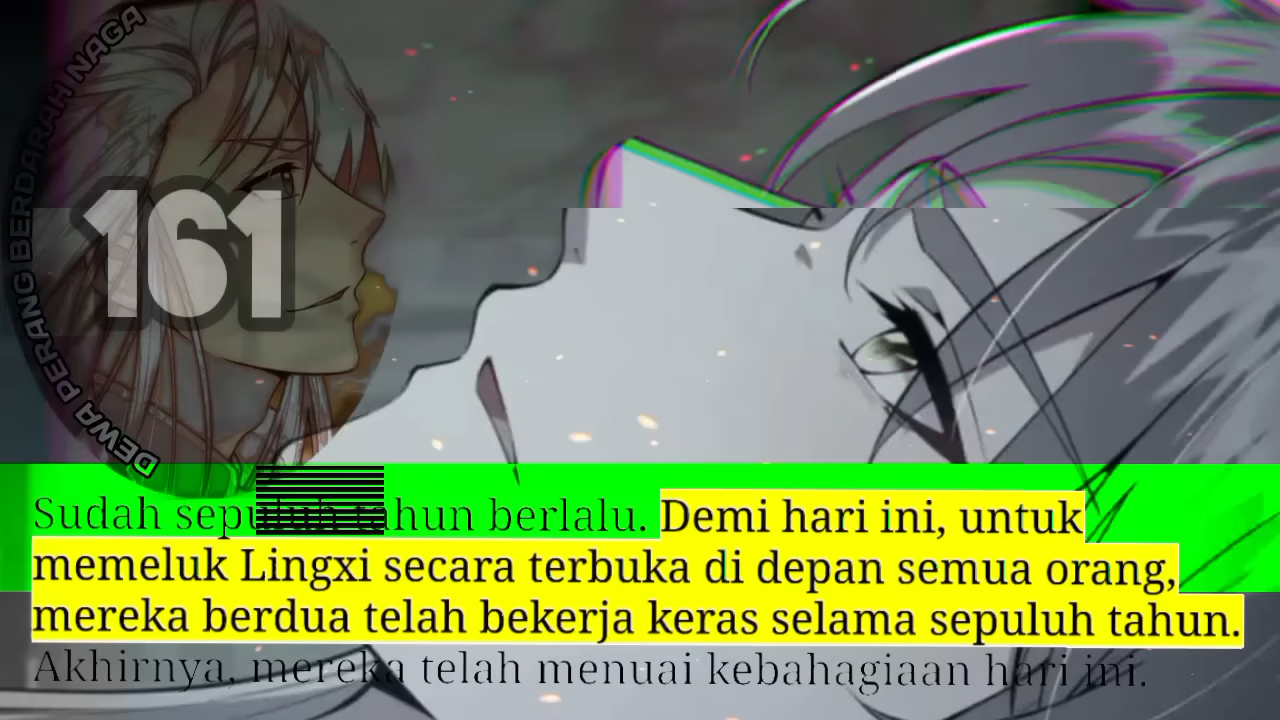 DEWA PERANG BERDARAH NAGA
161
Sudah sepuluh tahun berlalu. Demi hari ini, untuk
memeluk Lingxi secara terbuka di depan semua orang,
mereka berdua telah bekerja keras selama sepuluh tahun.
Akhirnya, mereka telah menuai kebahagiaan hari ini.